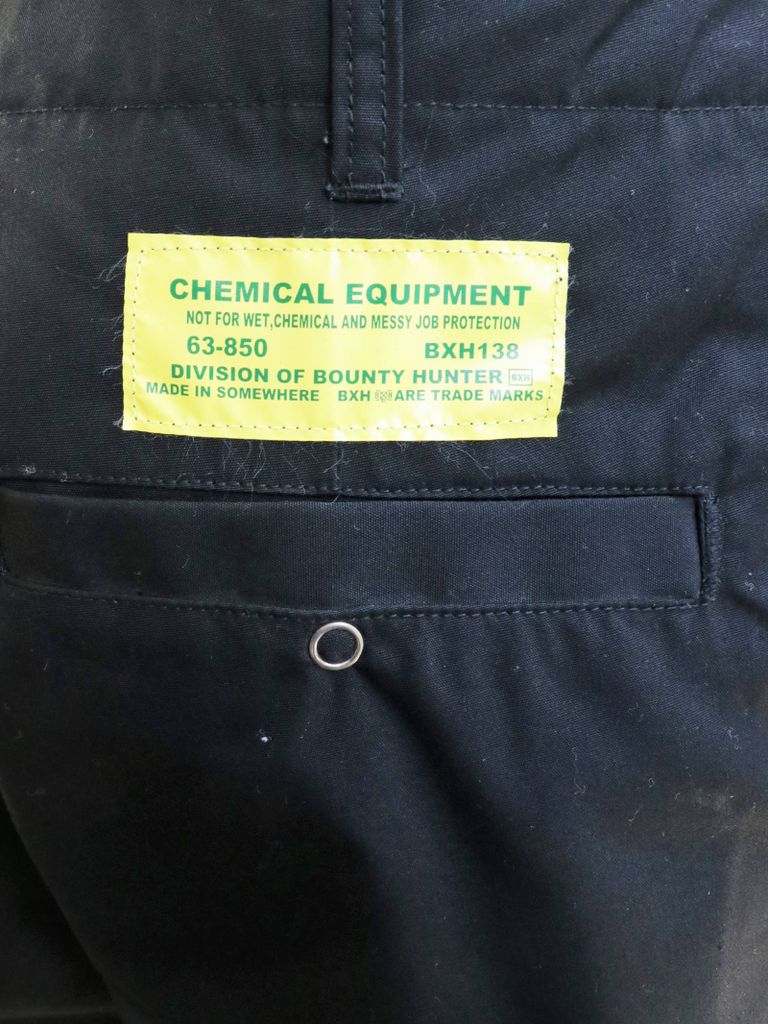 CHEMICAL EQUIPMENT
NOT FOR WET,CHEMICAL AND MESSY JOB PROTECTION
63-850 BXH138
DIVISION OF BOUNTY HUNTER BXH
MADE IN SOMEWHERE BXH ARE TRADE MARKS